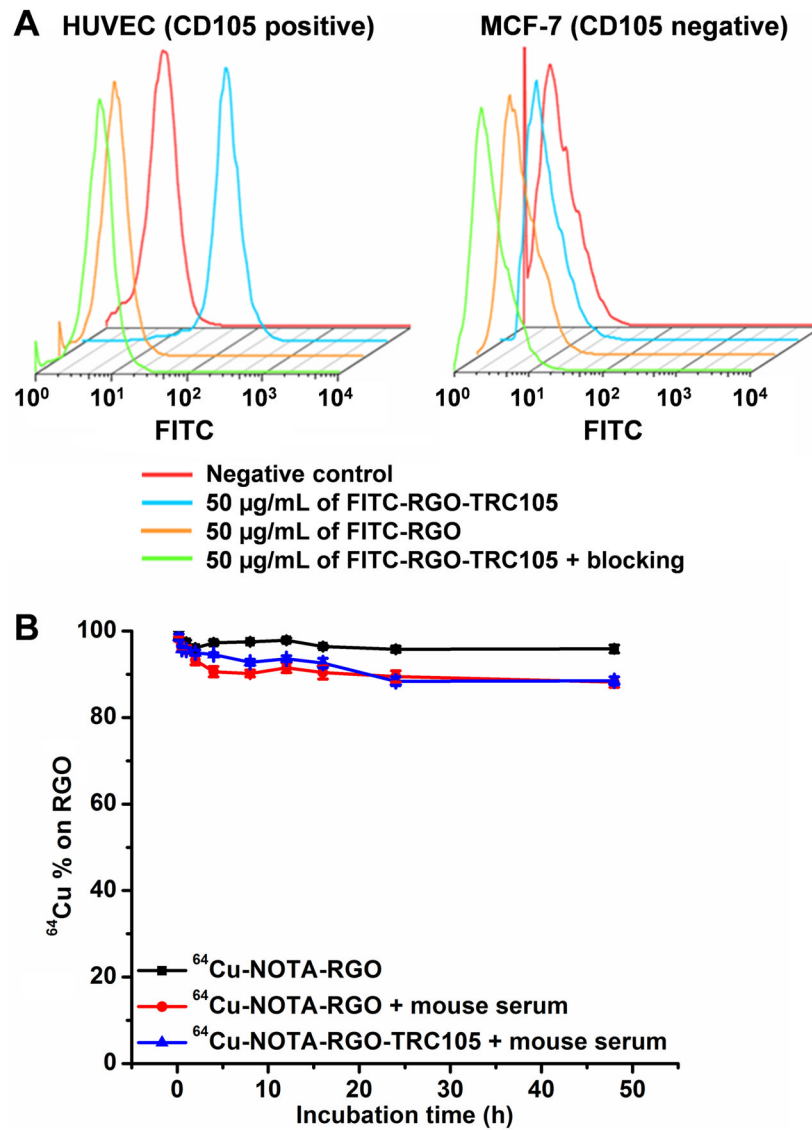 A
HUVEC (CD105 positive)
MCF-7 (CD105 negative)
10⁰ 10¹ 10² 10³ 10⁴
FITC
10⁰ 10¹ 10² 10³ 10⁴
FITC
Negative control
50 µg/mL of FITC-RGO-TRC105
50 µg/mL of FITC-RGO
50 µg/mL of FITC-RGO-TRC105 + blocking
B
⁶⁴Cu % on RGO
100
80
60
40
20
0
⁶⁴Cu-NOTA-RGO
⁶⁴Cu-NOTA-RGO + mouse serum
⁶⁴Cu-NOTA-RGO-TRC105 + mouse serum
0 10 20 30 40 50
Incubation time (h)